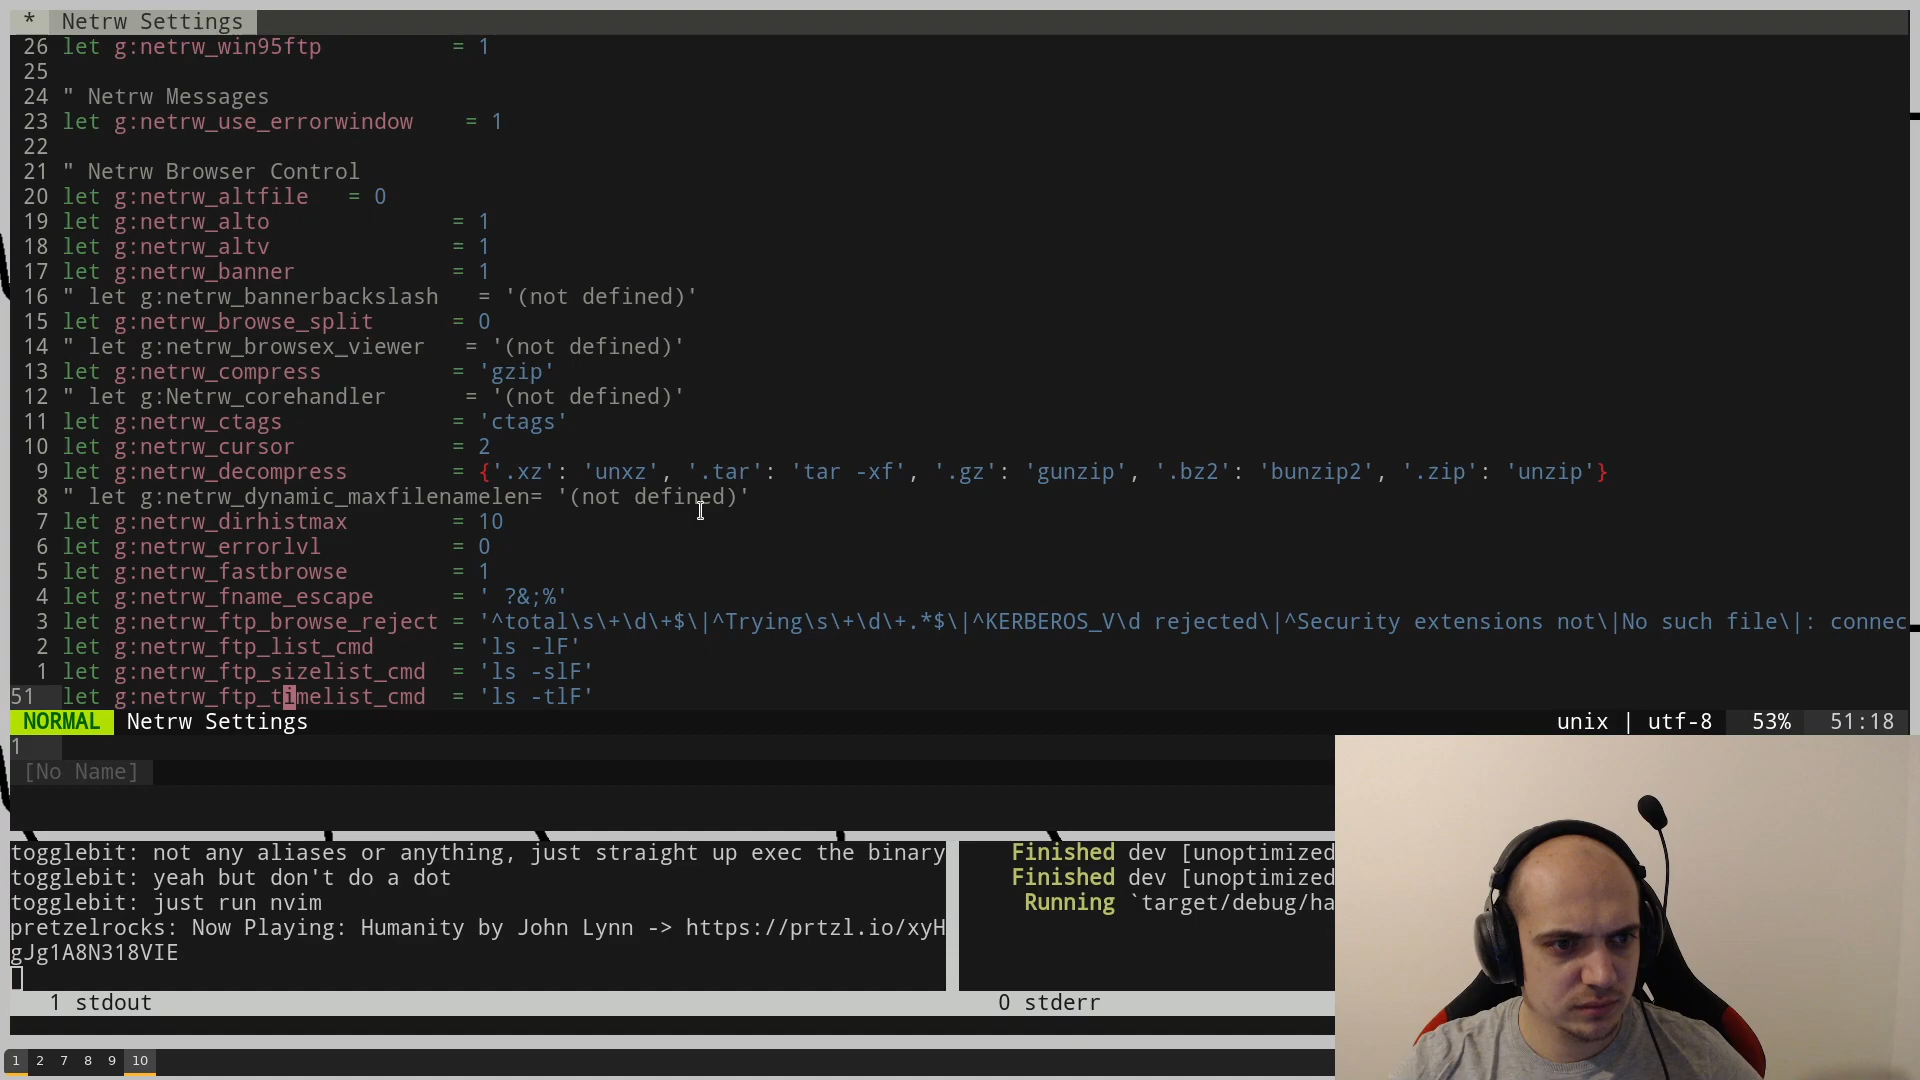 * Netrw Settings
26 let g:netrw_win95ftp = 1
25
24 " Netrw Messages
23 let g:netrw_use_errorwindow = 1
22
21 " Netrw Browser Control
20 let g:netrw_altfile = 0
19 let g:netrw_alto = 1
18 let g:netrw_altv = 1
17 let g:netrw_banner = 1
16 " let g:netrw_bannerbackslash = '(not defined)'
15 let g:netrw_browse_split = 0
14 " let g:netrw_browsex_viewer = '(not defined)'
13 let g:netrw_compress = 'gzip'
12 " let g:Netrw_corehandler = '(not defined)'
11 let g:netrw_ctags = 'ctags'
10 let g:netrw_cursor = 2
9 let g:netrw_decompress = {'.xz': 'unxz', '.tar': 'tar -xf', '.gz': 'gunzip', '.bz2': 'bunzip2', '.zip': 'unzip'}
8 " let g:netrw_dynamic_maxfilenamelen= '(not defined)'
7 let g:netrw_dirhistmax = 10
6 let g:netrw_errorlvl = 0
5 let g:netrw_fastbrowse = 1
4 let g:netrw_fname_escape = ' ?&;%'
3 let g:netrw_ftp_browse_reject = '^total\s\+\d\+$\|^Trying\s\+\d\+.*$\|^KERBEROS_V\d rejected\|^Security extensions not\|No such file\|: connec
2 let g:netrw_ftp_list_cmd = 'ls -lF'
1 let g:netrw_ftp_sizelist_cmd = 'ls -slF'
51 let g:netrw_ftp_timelist_cmd = 'ls -tlF'
NORMAL Netrw Settings unix | utf-8 53% 51:18
1
[No Name]
togglebit: not any aliases or anything, just straight up exec the binary
togglebit: yeah but don't do a dot
togglebit: just run nvim
pretzelrocks: Now Playing: Humanity by John Lynn -> https://prtzl.io/xyH
gJg1A8N318VIE
1 stdout
Finished dev [unoptimized
Finished dev [unoptimized
Running `target/debug/ha
0 stderr
1 2 7 8 9 10